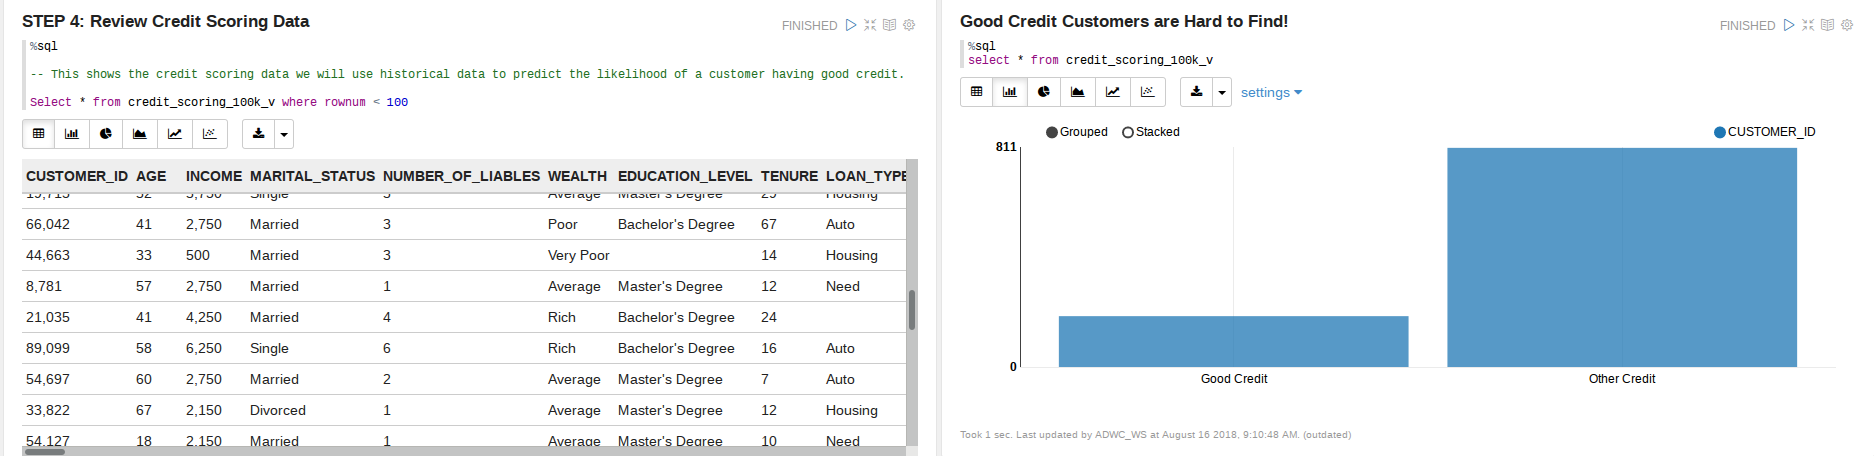 STEP 4: Review Credit Scoring Data
FINISHED
%sql
-- This shows the credit scoring data we will use historical data to predict the likelihood of a customer having good credit.
Select * from credit_scoring_100k_v where rownum < 100
CUSTOMER_ID AGE INCOME MARITAL_STATUS NUMBER_OF_LIABLES WEALTH EDUCATION_LEVEL TENURE LOAN_TYPE
Single Average Master's Degree Housing
66,042 41 2,750 Married 3 Poor Bachelor's Degree 67 Auto
44,663 33 500 Married 3 Very Poor 14 Housing
8,781 57 2,750 Married 1 Average Master's Degree 12 Need
21,035 41 4,250 Married 4 Rich Bachelor's Degree 24
89,099 58 6,250 Single 6 Rich Bachelor's Degree 16 Auto
54,697 60 2,750 Married 2 Average Master's Degree 7 Auto
33,822 67 2,150 Divorced 1 Average Master's Degree 12 Housing
54,127 18 2,150 Married 1 Average Master's Degree 10 Need
Good Credit Customers are Hard to Find!
FINISHED
%sql
select * from credit_scoring_100k_v
settings
Grouped Stacked
CUSTOMER_ID
811
0
Good Credit Other Credit
Took 1 sec. Last updated by ADWC_WS at August 16 2018, 9:10:48 AM. (outdated)